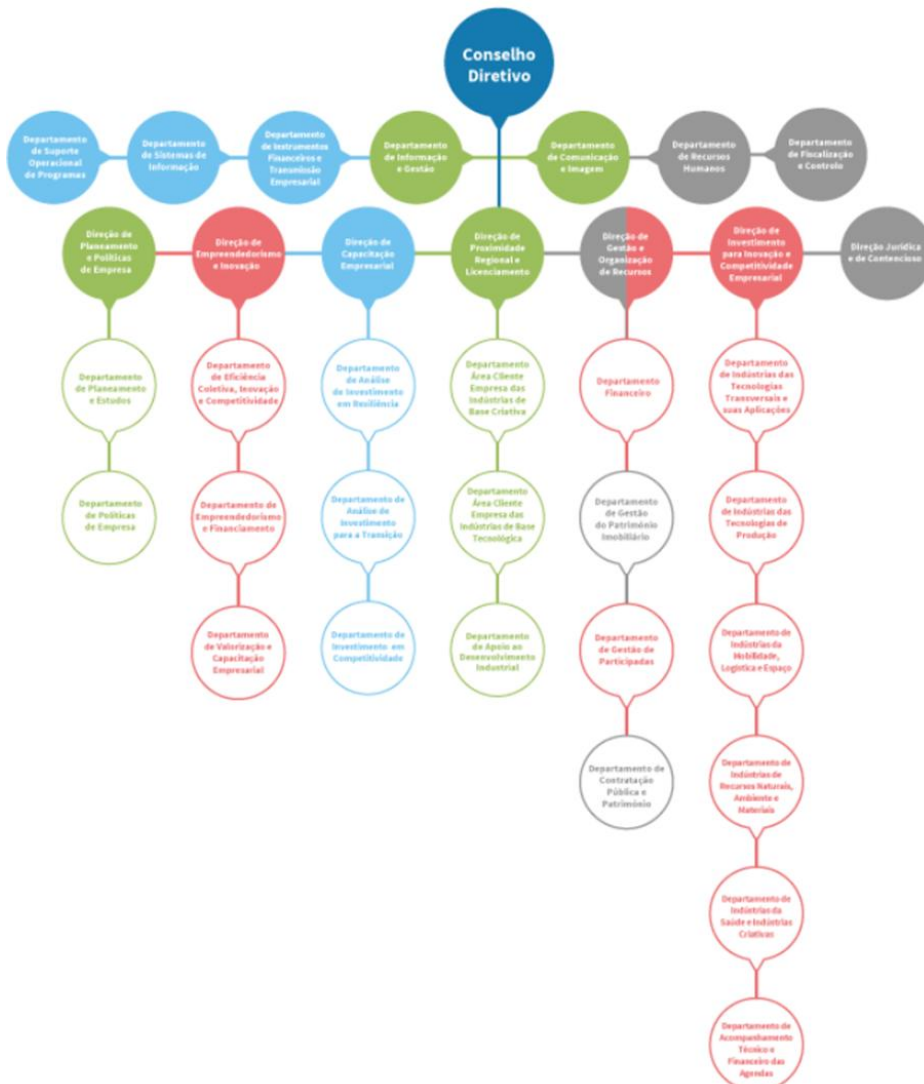 Conselho
Diretivo
Departamento
de Suporte
Operacional
de Programas
Departamento
de Sistemas de
Informação
Departamento
de Instrumentos
Financeiros e
Transmissão
Empresarial
Departamento
de Informação
e Gestão
Departamento
de Comunicação
e Imagem
Departamento
de Recursos
Humanos
Departamento
de Fiscalização
e Controlo
Direção de
Planeamento
e Políticas
de Empresa
Direção de
Empreendedorismo
e Inovação
Direção de
Capacitação
Empresarial
Direção de
Proximidade
Regional e
Licenciamento
Direção de
Gestão e
Organização
de Recursos
Direção de
Investimento
para Inovação e
Competitividade
Empresarial
Direção Jurídica
e de Contencioso
Departamento
de Planeamento
e Estudos
Departamento
de Eficiência
Coletiva, Inovação
e Competitividade
Departamento
de Análise
de Investimento
em Resiliência
Departamento
Área Cliente
Empresa das
Indústrias de
Base Criativa
Departamento
Financeiro
Departamento
de Indústrias das
Tecnologias
Transversais e
suas Aplicações
Departamento
de Políticas
de Empresa
Departamento de
Empreendedorismo
e Financiamento
Departamento de
Análise de
Investimento
para a Transição
Departamento
Área Cliente
Empresa das
Indústrias de Base
Tecnológica
Departamento
de Gestão
do Património
Imobiliário
Departamento
de Indústrias das
Tecnologias de
Produção
Departamento
de Valorização e
Capacitação
Empresarial
Departamento de
Investimento em
Competitividade
Departamento
de Apoio ao
Desenvolvimento
Industrial
Departamento
de Gestão de
Participadas
Departamento de
Indústrias da
Mobilidade,
Logística e Espaço
Departamento de
Contratação
Pública e
Património
Departamento de
Indústrias de
Recursos Naturais,
Ambiente e
Materiais
Departamento de
Indústrias da
Saúde e Indústrias
Criativas
Departamento de
Acompanhamento
Técnico e
Financeiro das
Agendas